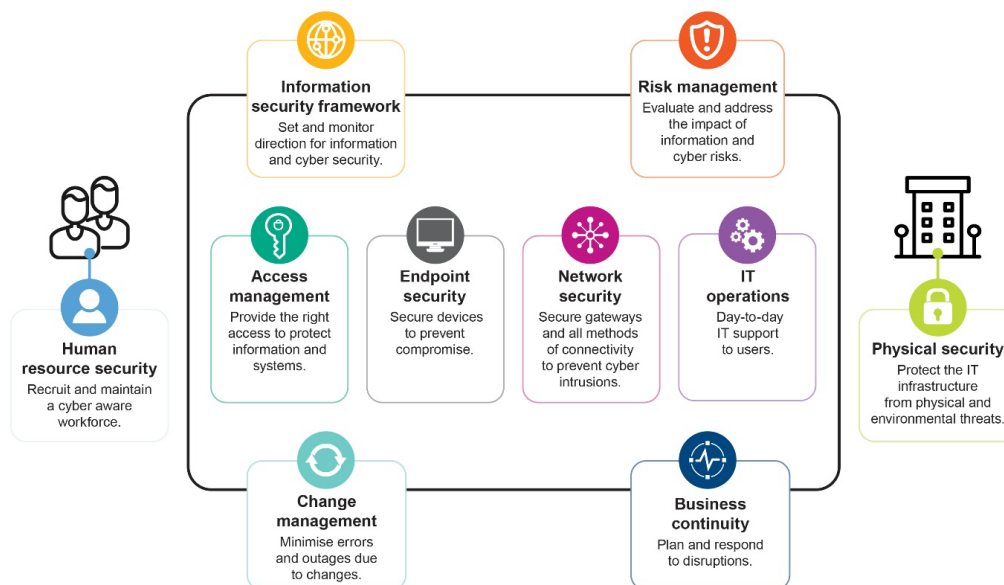 Information
security framework
Set and monitor
direction for information
and cyber security.
Risk management
Evaluate and address
the impact of
information and
cyber risks.
Human
resource security
Recruit and maintain
a cyber aware
workforce.
Access
management
Provide the right
access to protect
information and
systems.
Endpoint
security
Secure devices
to prevent
compromise.
Network
security
Secure gateways
and all methods
of connectivity
to prevent cyber
intrusions.
IT
operations
Day-to-day
IT support
to users.
Physical security
Protect the IT
infrastructure
from physical and
environmental threats.
Change
management
Minimise errors
and outages due
to changes.
Business
continuity
Plan and respond
to disruptions.